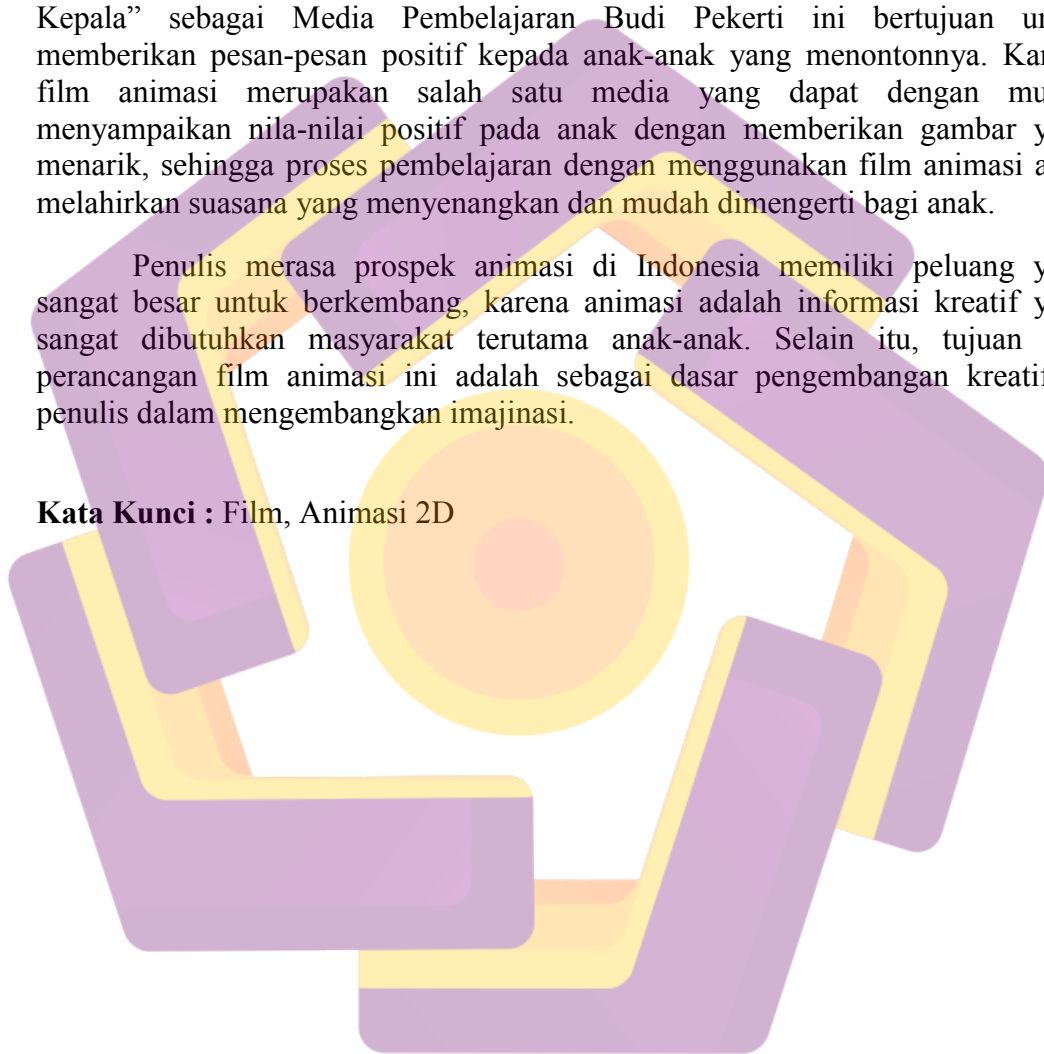 Kepala” sebagai Media Pembelajaran Budi Pekerti ini bertujuan un
memberikan pesan-pesan positif kepada anak-anak yang menontonnya. Kar
film animasi merupakan salah satu media yang dapat dengan mu
menyampaikan nila-nilai positif pada anak dengan memberikan gambar y
menarik, sehingga proses pembelajaran dengan menggunakan film animasi a
melahirkan suasana yang menyenangkan dan mudah dimengerti bagi anak.
Penulis merasa prospek animasi di Indonesia memiliki peluang y
sangat besar untuk berkembang, karena animasi adalah informasi kreatif y
sangat dibutuhkan masyarakat terutama anak-anak. Selain itu, tujuan
perancangan film animasi ini adalah sebagai dasar pengembangan kreatif
penulis dalam mengembangkan imajinasi.
Kata Kunci : Film, Animasi 2D